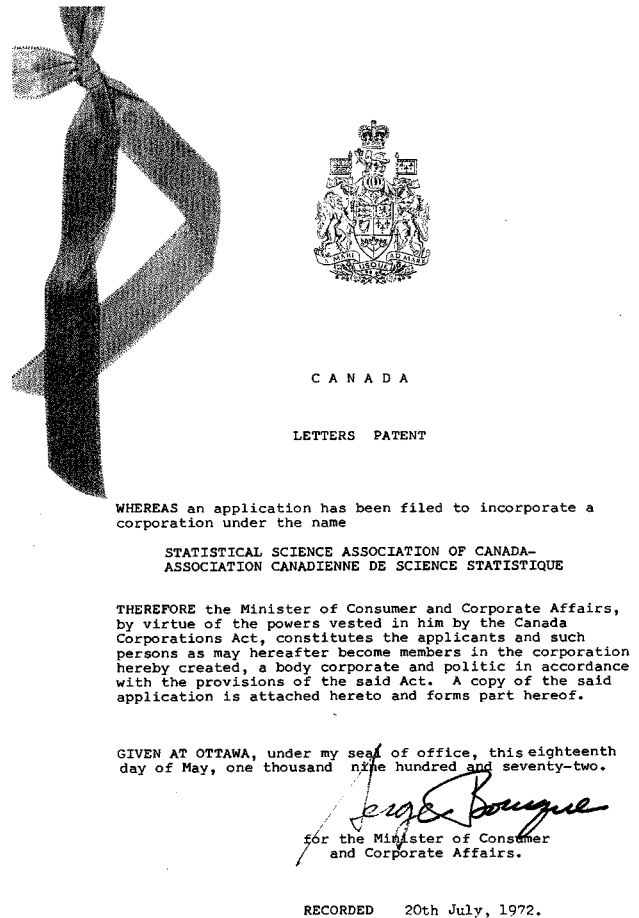 A MARI USQUE AD MARE
C A N A D A
LETTERS PATENT
WHEREAS an application has been filed to incorporate a
corporation under the name
STATISTICAL SCIENCE ASSOCIATION OF CANADA-
ASSOCIATION CANADIENNE DE SCIENCE STATISTIQUE
THEREFORE the Minister of Consumer and Corporate Affairs,
by virtue of the powers vested in him by the Canada
Corporations Act, constitutes the applicants and such
persons as may hereafter become members in the corporation
hereby created, a body corporate and politic in accordance
with the provisions of the said Act. A copy of the said
application is attached hereto and forms part hereof.
GIVEN AT OTTAWA, under my seal of office, this eighteenth
day of May, one thousand nine hundred and seventy-two.
Serge
for the Minister of Consumer
and Corporate Affairs.
RECORDED 20th July, 1972.